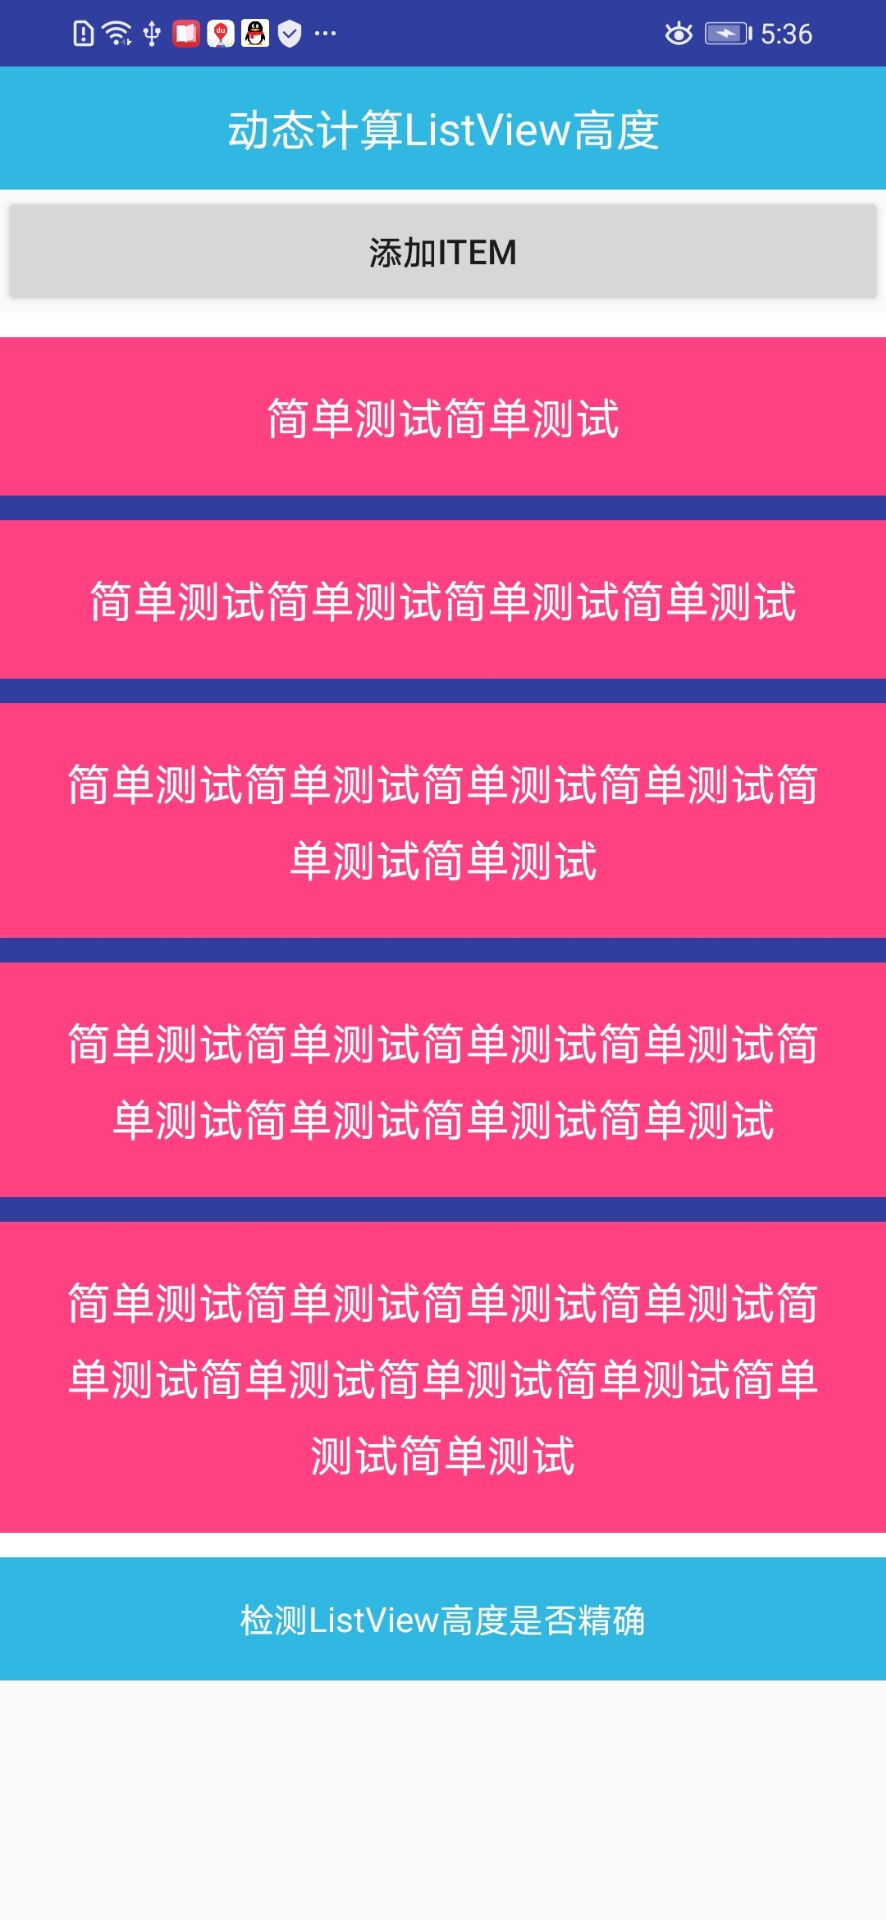 5:36
动态计算ListView高度
添加ITEM
简单测试简单测试
简单测试简单测试简单测试简单测试
简单测试简单测试简单测试简单测试简
单测试简单测试
简单测试简单测试简单测试简单测试简
单测试简单测试简单测试简单测试
简单测试简单测试简单测试简单测试简
单测试简单测试简单测试简单测试简单
测试简单测试
检测ListView高度是否精确